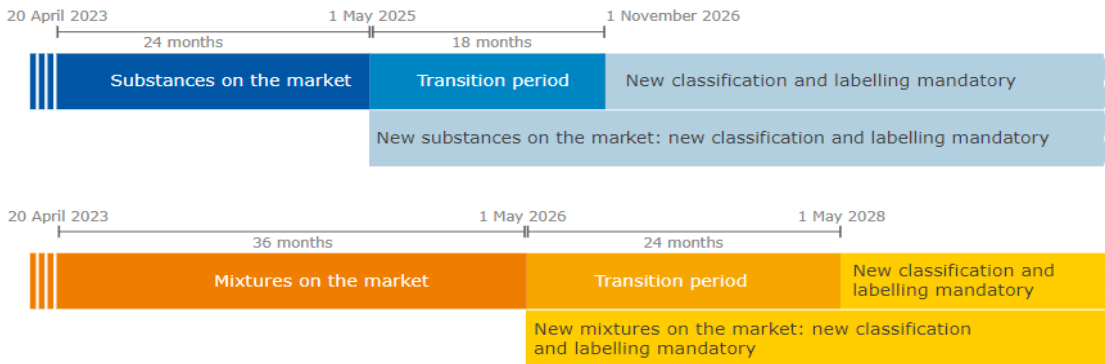 20 April 2023
1 May 2025
1 November 2026
24 months
18 months
Substances on the market
Transition period
New classification and labelling mandatory
New substances on the market: new classification and labelling mandatory
20 April 2023
1 May 2026
1 May 2028
36 months
24 months
Mixtures on the market
Transition period
New classification and
labelling mandatory
New mixtures on the market: new classification
and labelling mandatory